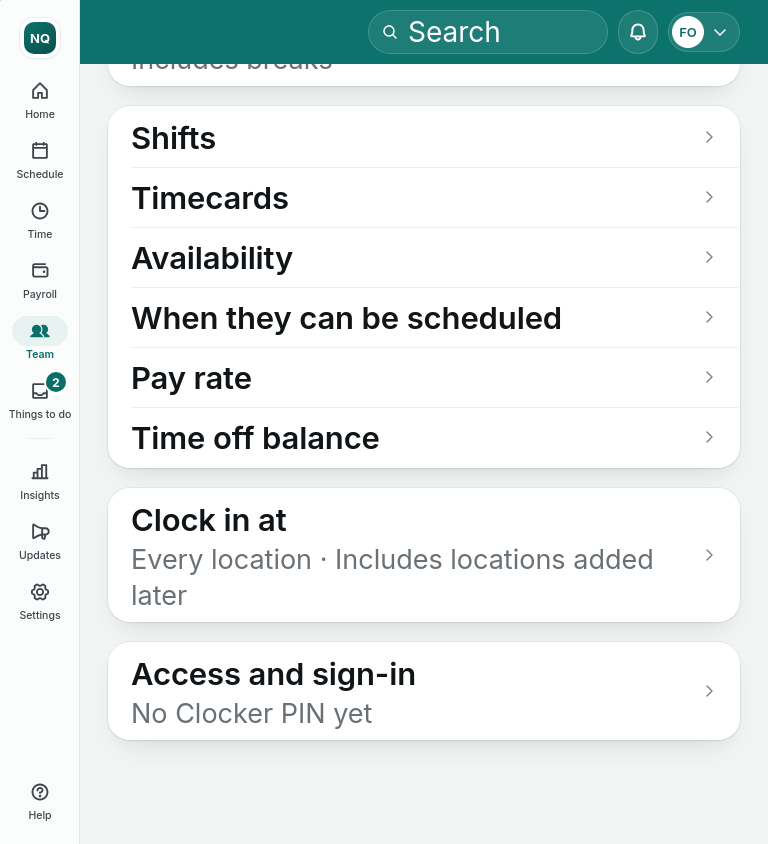 NQ
Search
FO
Home
Schedule
Time
Payroll
Team
2
Things to do
Insights
Updates
Settings
Help
Includes breaks
Shifts
Timecards
Availability
When they can be scheduled
Pay rate
Time off balance
Clock in at
Every location · Includes locations added
later
Access and sign-in
No Clocker PIN yet